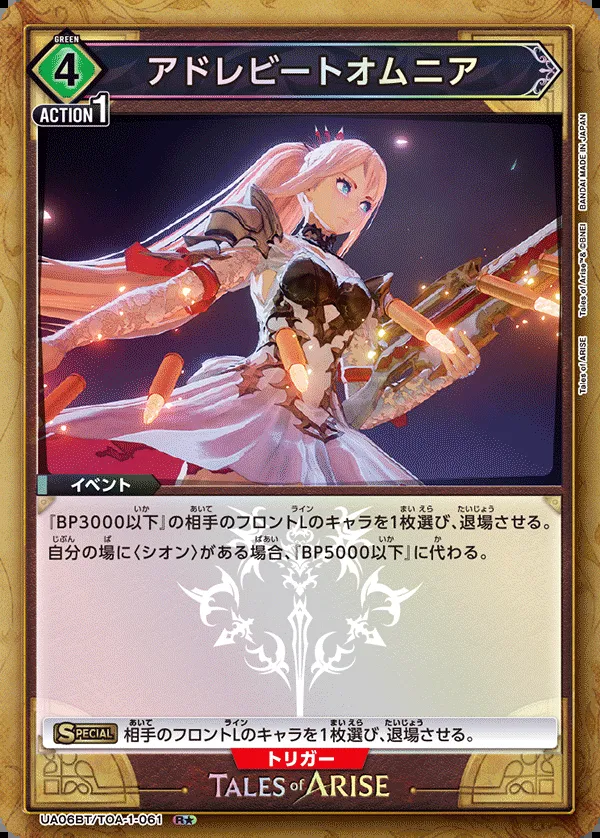 GREEN
4
アドレビートオムニア
ACTION 1
BANDAI MADE IN JAPAN
Tales of Arise™& ©BNEI
Tales of ARISE
イベント
『BP3000以下』の相手のフロントLのキャラを1枚選び、退場させる。
自分の場に〈シオン〉がある場合、『BP5000以下』に代わる。
SPECIAL 相手のフロントLのキャラを1枚選び、退場させる。
トリガー
TALES of ARISE
UA06BT/TOA-1-061 R★